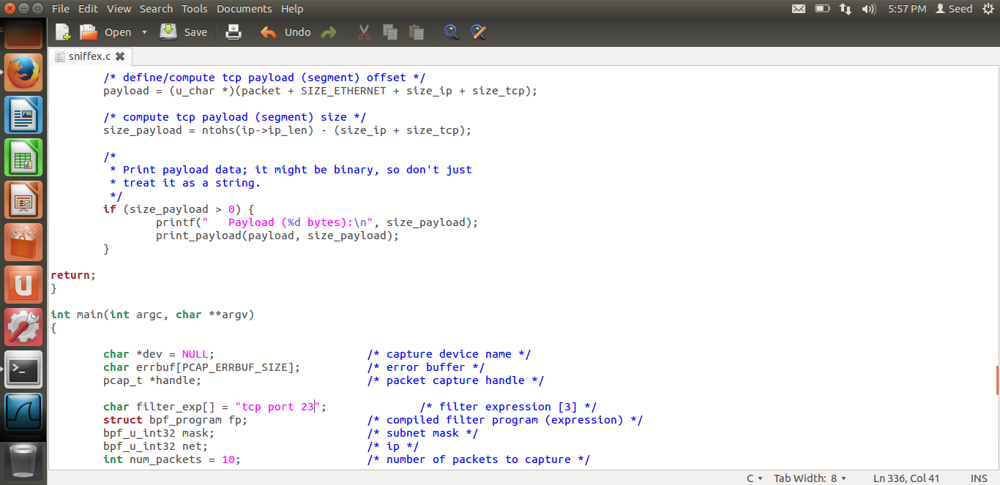 File Edit View Search Tools Documents Help 5:57 PM Seed
Open Save Undo
sniffex.c
/* define/compute tcp payload (segment) offset */
payload = (u_char *)(packet + SIZE_ETHERNET + size_ip + size_tcp);
/* compute tcp payload (segment) size */
size_payload = ntohs(ip->ip_len) - (size_ip + size_tcp);
/*
* Print payload data; it might be binary, so don't just
* treat it as a string.
*/
if (size_payload > 0) {
printf("   Payload (%d bytes):\n", size_payload);
print_payload(payload, size_payload);
}
return;
}
int main(int argc, char **argv)
{
char *dev = NULL; /* capture device name */
char errbuf[PCAP_ERRBUF_SIZE]; /* error buffer */
pcap_t *handle; /* packet capture handle */
char filter_exp[] = "tcp port 23"; /* filter expression [3] */
struct bpf_program fp; /* compiled filter program (expression) */
bpf_u_int32 mask; /* subnet mask */
bpf_u_int32 net; /* ip */
int num_packets = 10; /* number of packets to capture */
C Tab Width: 8 Ln 336, Col 41 INS